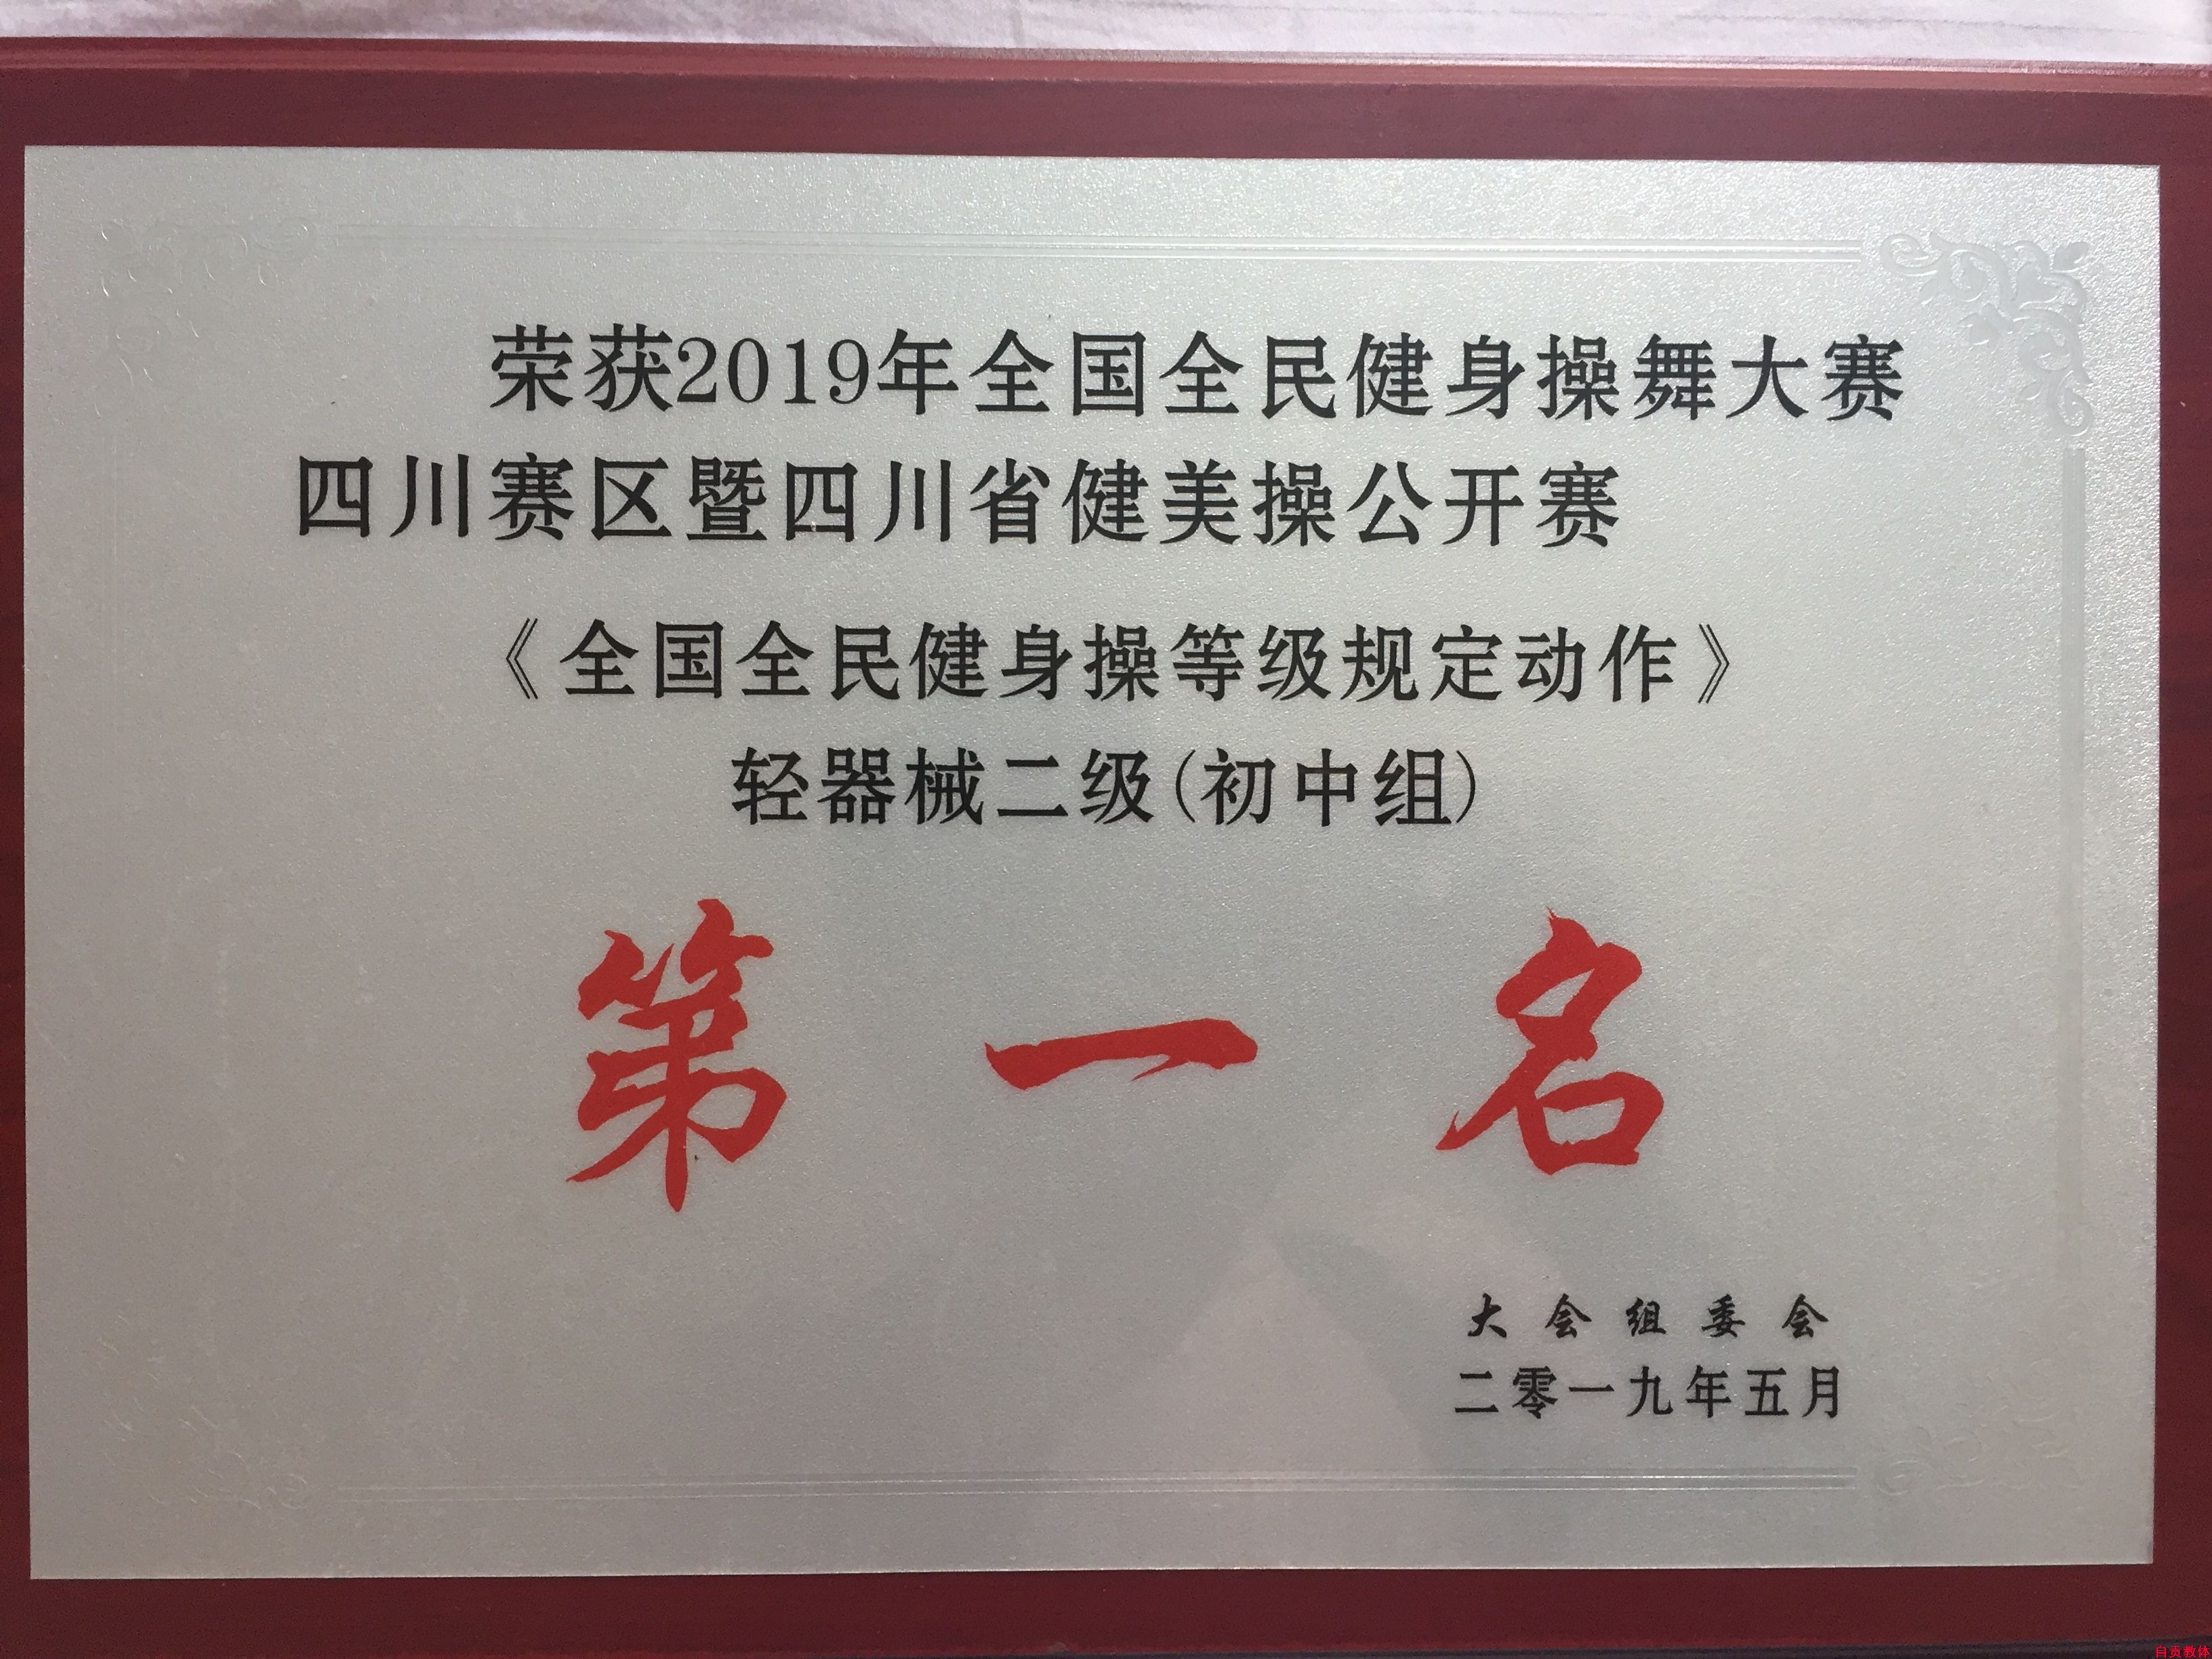 荣获2019年全国全民健身操舞大赛
四川赛区暨四川省健美操公开赛
《全国全民健身操等级规定动作》
轻器械二级(初中组)
第一名
大会组委会
二零一九年五月
自贡教体